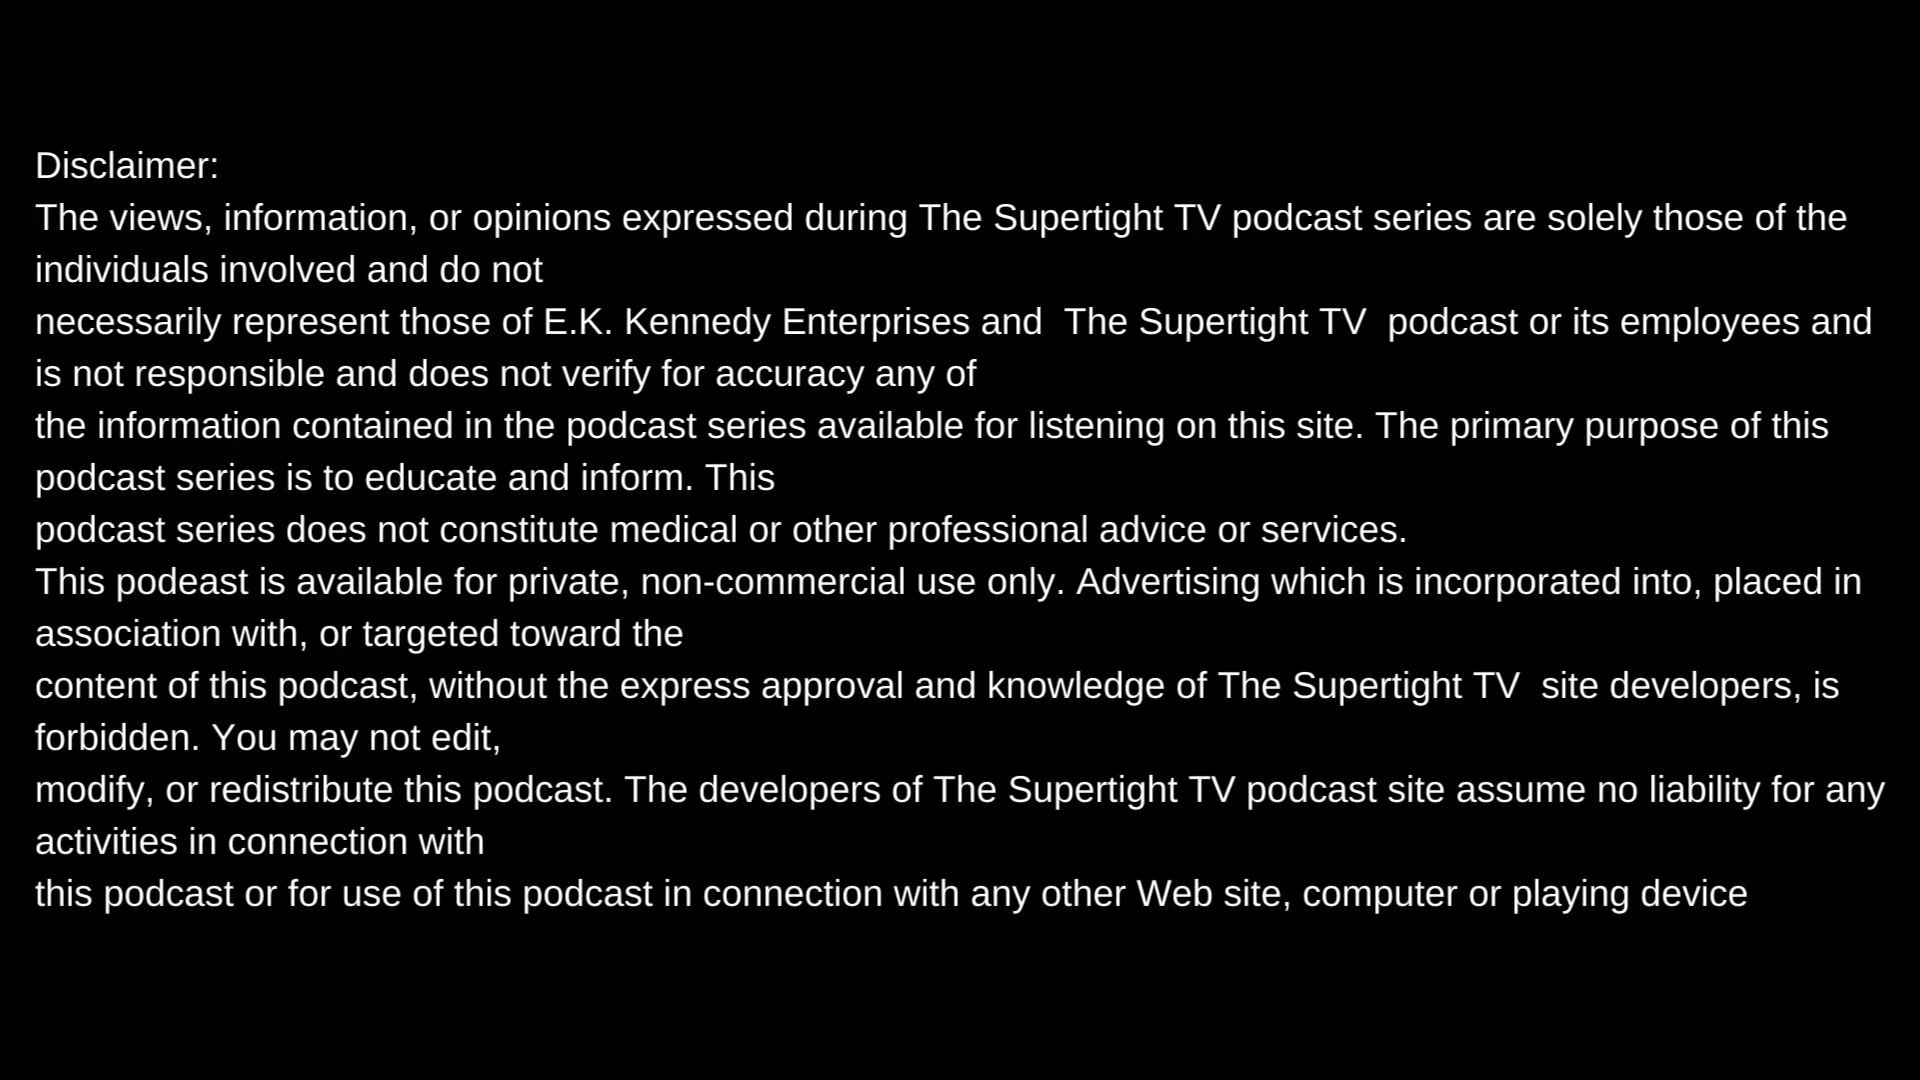 Disclaimer:
The views, information, or opinions expressed during The Supertight TV podcast series are solely those of the
individuals involved and do not
necessarily represent those of E.K. Kennedy Enterprises and  The Supertight TV  podcast or its employees and
is not responsible and does not verify for accuracy any of
the information contained in the podcast series available for listening on this site. The primary purpose of this
podcast series is to educate and inform. This
podcast series does not constitute medical or other professional advice or services.
This podeast is available for private, non-commercial use only. Advertising which is incorporated into, placed in
association with, or targeted toward the
content of this podcast, without the express approval and knowledge of The Supertight TV  site developers, is
forbidden. You may not edit,
modify, or redistribute this podcast. The developers of The Supertight TV podcast site assume no liability for any
activities in connection with
this podcast or for use of this podcast in connection with any other Web site, computer or playing device